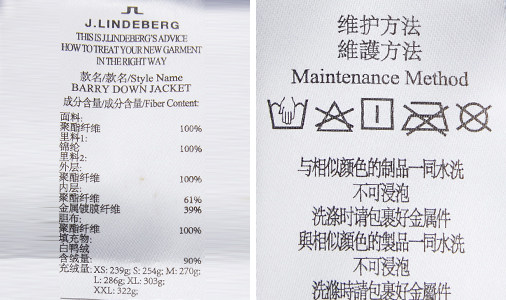 J.LINDEBERG
THIS IS J.LINDEBERG'S ADVICE
HOW TO TREAT YOUR NEW GARMENT
IN THE RIGHT WAY
款名/款名/Style Name
BARRY DOWN JACKET
成分含量/成分含量/Fiber Content:
面料:
聚酯纤维 100%
里料1:
锦纶 100%
里料2:
外层:
聚酯纤维 100%
内层:
聚酯纤维 61%
金属镀膜纤维 39%
胆布:
聚酯纤维 100%
填充物:
白鸭绒
含绒量: 90%
充绒量: XS: 239g; S: 254g; M: 270g;
L: 286g; XL: 303g;
XXL: 322g;
维护方法
維護方法
Maintenance Method
与相似颜色的制品一同水洗
不可浸泡
洗涤时请包裹好金属件
與相似顏色的製品一同水洗
不可浸泡
洗滌時請包裹好金屬件